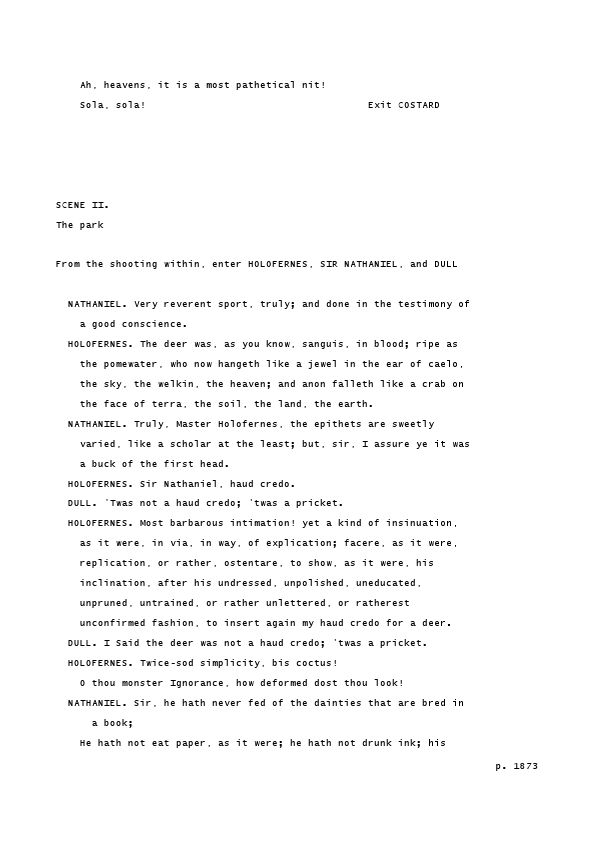 Ah, heavens, it is a most pathetical nit!
Sola, sola! Exit COSTARD
SCENE II.
The park
From the shooting within, enter HOLOFERNES, SIR NATHANIEL, and DULL
NATHANIEL. Very reverent sport, truly; and done in the testimony of
a good conscience.
HOLOFERNES. The deer was, as you know, sanguis, in blood; ripe as
the pomewater, who now hangeth like a jewel in the ear of caelo,
the sky, the welkin, the heaven; and anon falleth like a crab on
the face of terra, the soil, the land, the earth.
NATHANIEL. Truly, Master Holofernes, the epithets are sweetly
varied, like a scholar at the least; but, sir, I assure ye it was
a buck of the first head.
HOLOFERNES. Sir Nathaniel, haud credo.
DULL. 'Twas not a haud credo; 'twas a pricket.
HOLOFERNES. Most barbarous intimation! yet a kind of insinuation,
as it were, in via, in way, of explication; facere, as it were,
replication, or rather, ostentare, to show, as it were, his
inclination, after his undressed, unpolished, uneducated,
unpruned, untrained, or rather unlettered, or ratherest
unconfirmed fashion, to insert again my haud credo for a deer.
DULL. I Said the deer was not a haud credo; 'twas a pricket.
HOLOFERNES. Twice-sod simplicity, bis coctus!
O thou monster Ignorance, how deformed dost thou look!
NATHANIEL. Sir, he hath never fed of the dainties that are bred in
a book;
He hath not eat paper, as it were; he hath not drunk ink; his
p. 1873